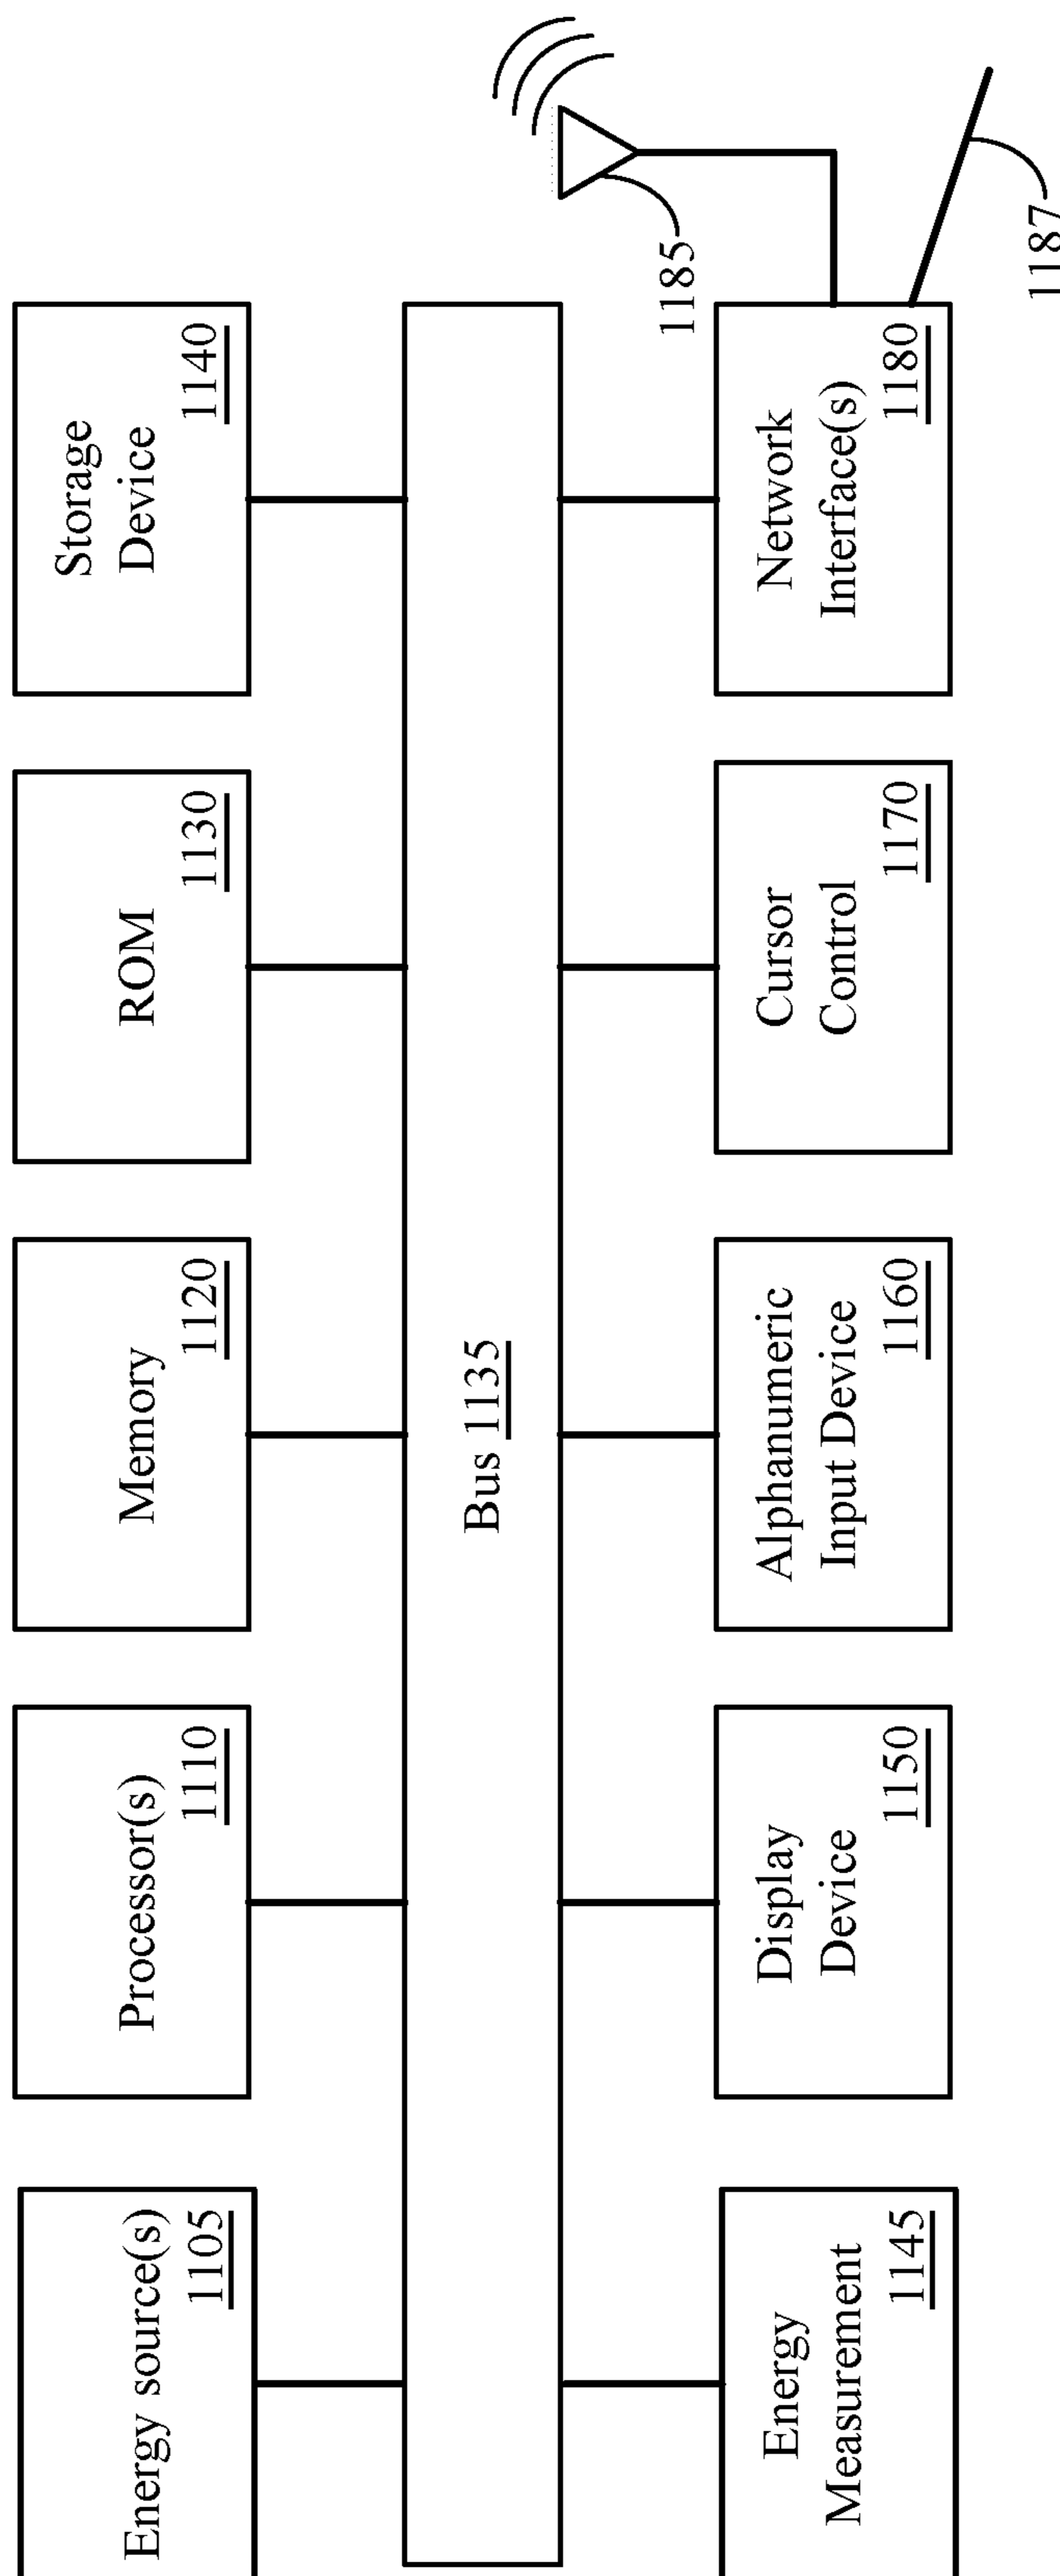 Energy source(s)
1105
Processor(s)
1110
Memory
1120
ROM
1130
Storage
Device
1140
Bus 1135
Energy
Measurement
1145
Display
Device
1150
Alphanumeric
Input Device
1160
Cursor
Control
1170
Network
Interface(s)
1180
1185
1187